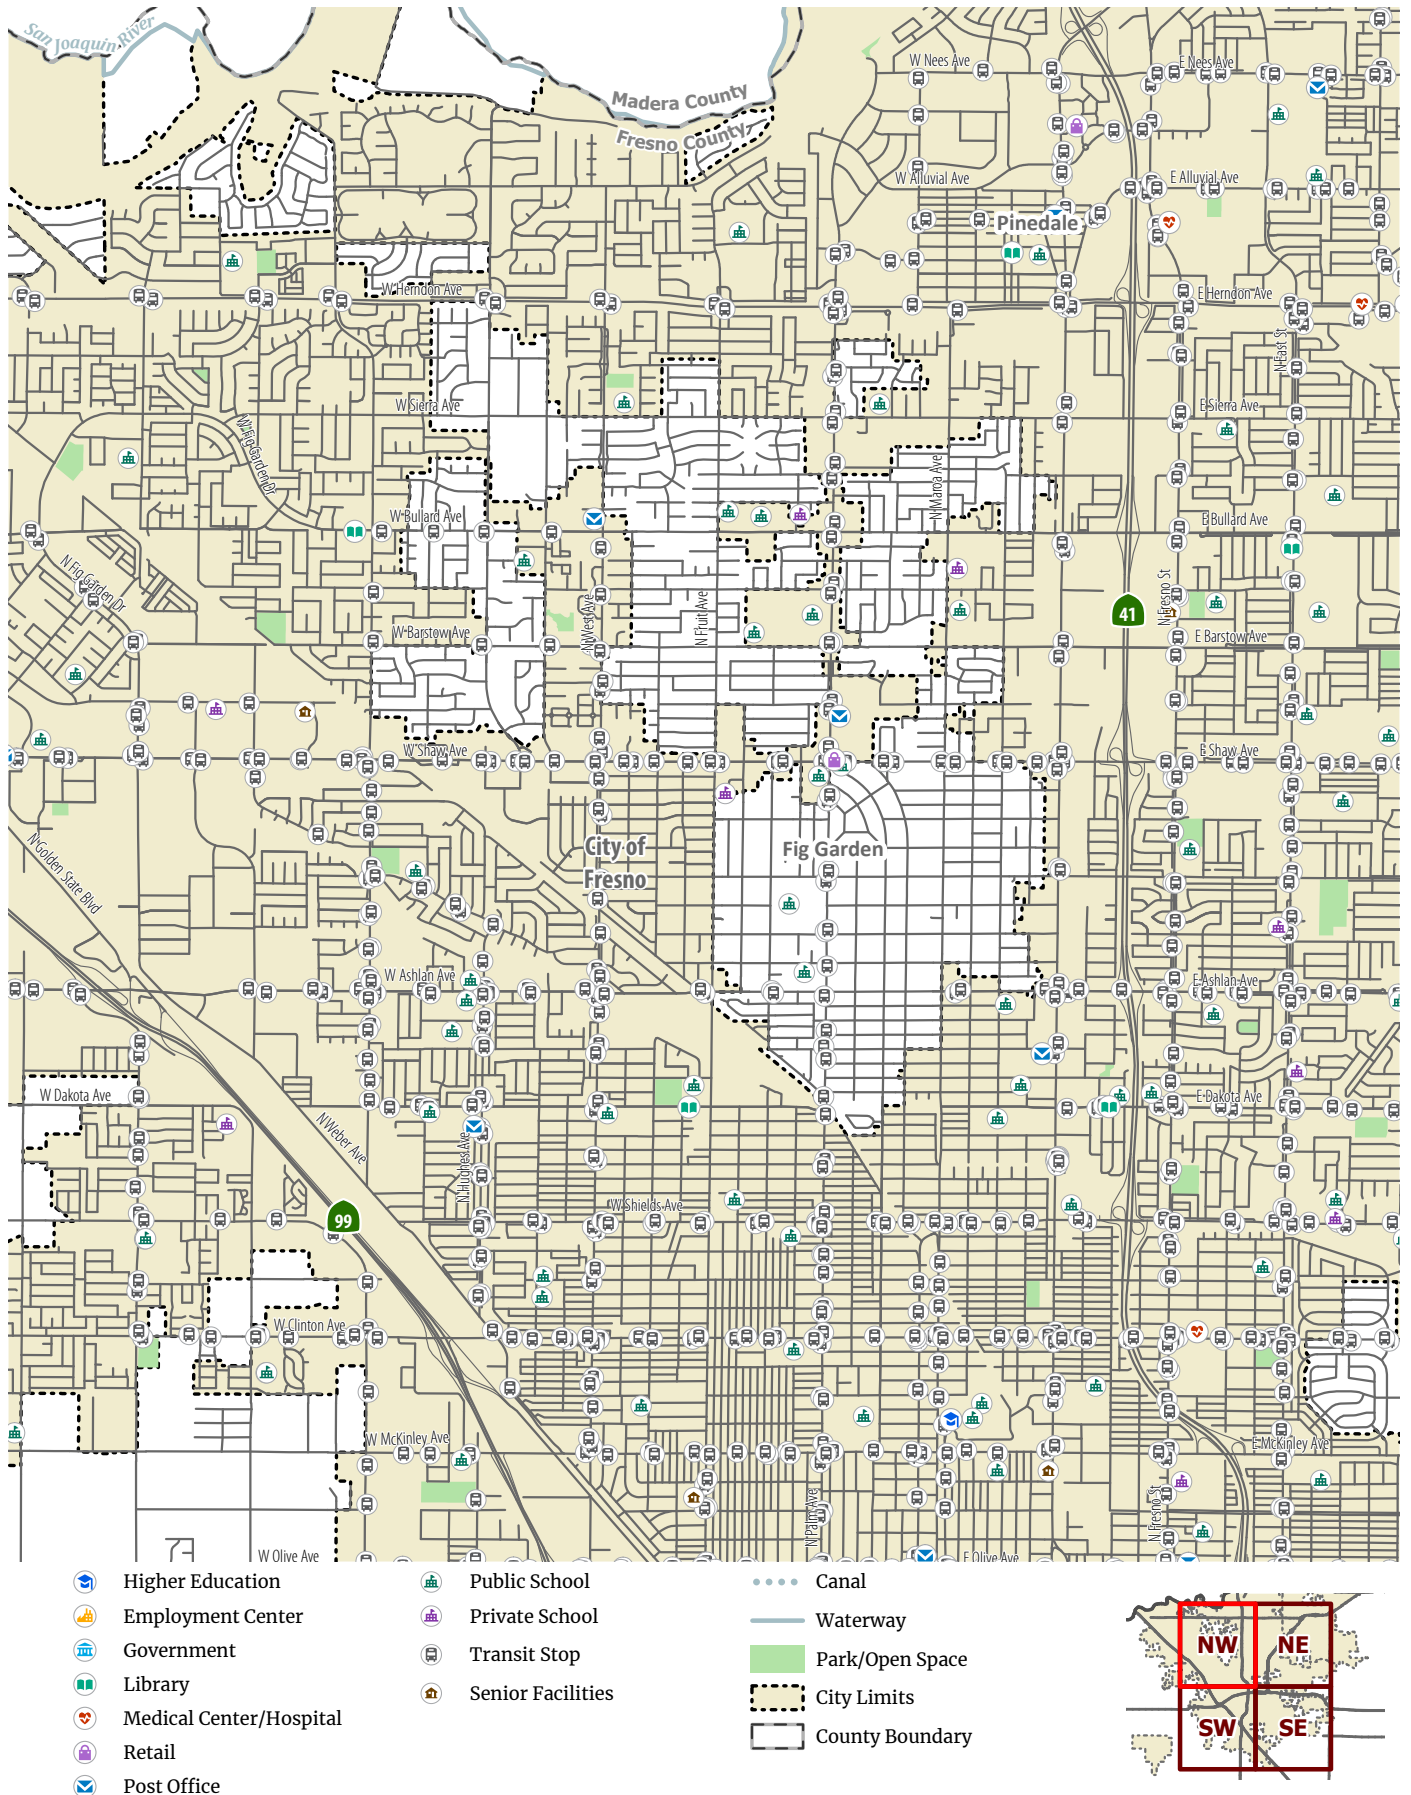 San Joaquin River
W Nees Ave
E Nees Ave
Madera County
Fresno County
W Alluvial Ave
E Alluvial Ave
Pinedale
W Herndon Ave
E Herndon Ave
N East St
W Sierra Ave
E Sierra Ave
W Fig Garden Dr
N Maroa Ave
W Bullard Ave
E Bullard Ave
N Fig Garden Dr
N West Ave
N Fruit Ave
41
N Fresno St
W Barstow Ave
E Barstow Ave
W Shaw Ave
E Shaw Ave
N Golden State Blvd
City of
Fresno
Fig Garden
W Ashlan Ave
E Ashlan Ave
W Dakota Ave
E Dakota Ave
N Weber Ave
N Hughes Ave
99
W Shields Ave
W Clinton Ave
W McKinley Ave
E McKinley Ave
N Palm Ave
N Fresno St
W Olive Ave
E Olive Ave
Higher Education
Employment Center
Government
Library
Medical Center/Hospital
Retail
Post Office
Public School
Private School
Transit Stop
Senior Facilities
Canal
Waterway
Park/Open Space
City Limits
County Boundary
NW
NE
SW
SE